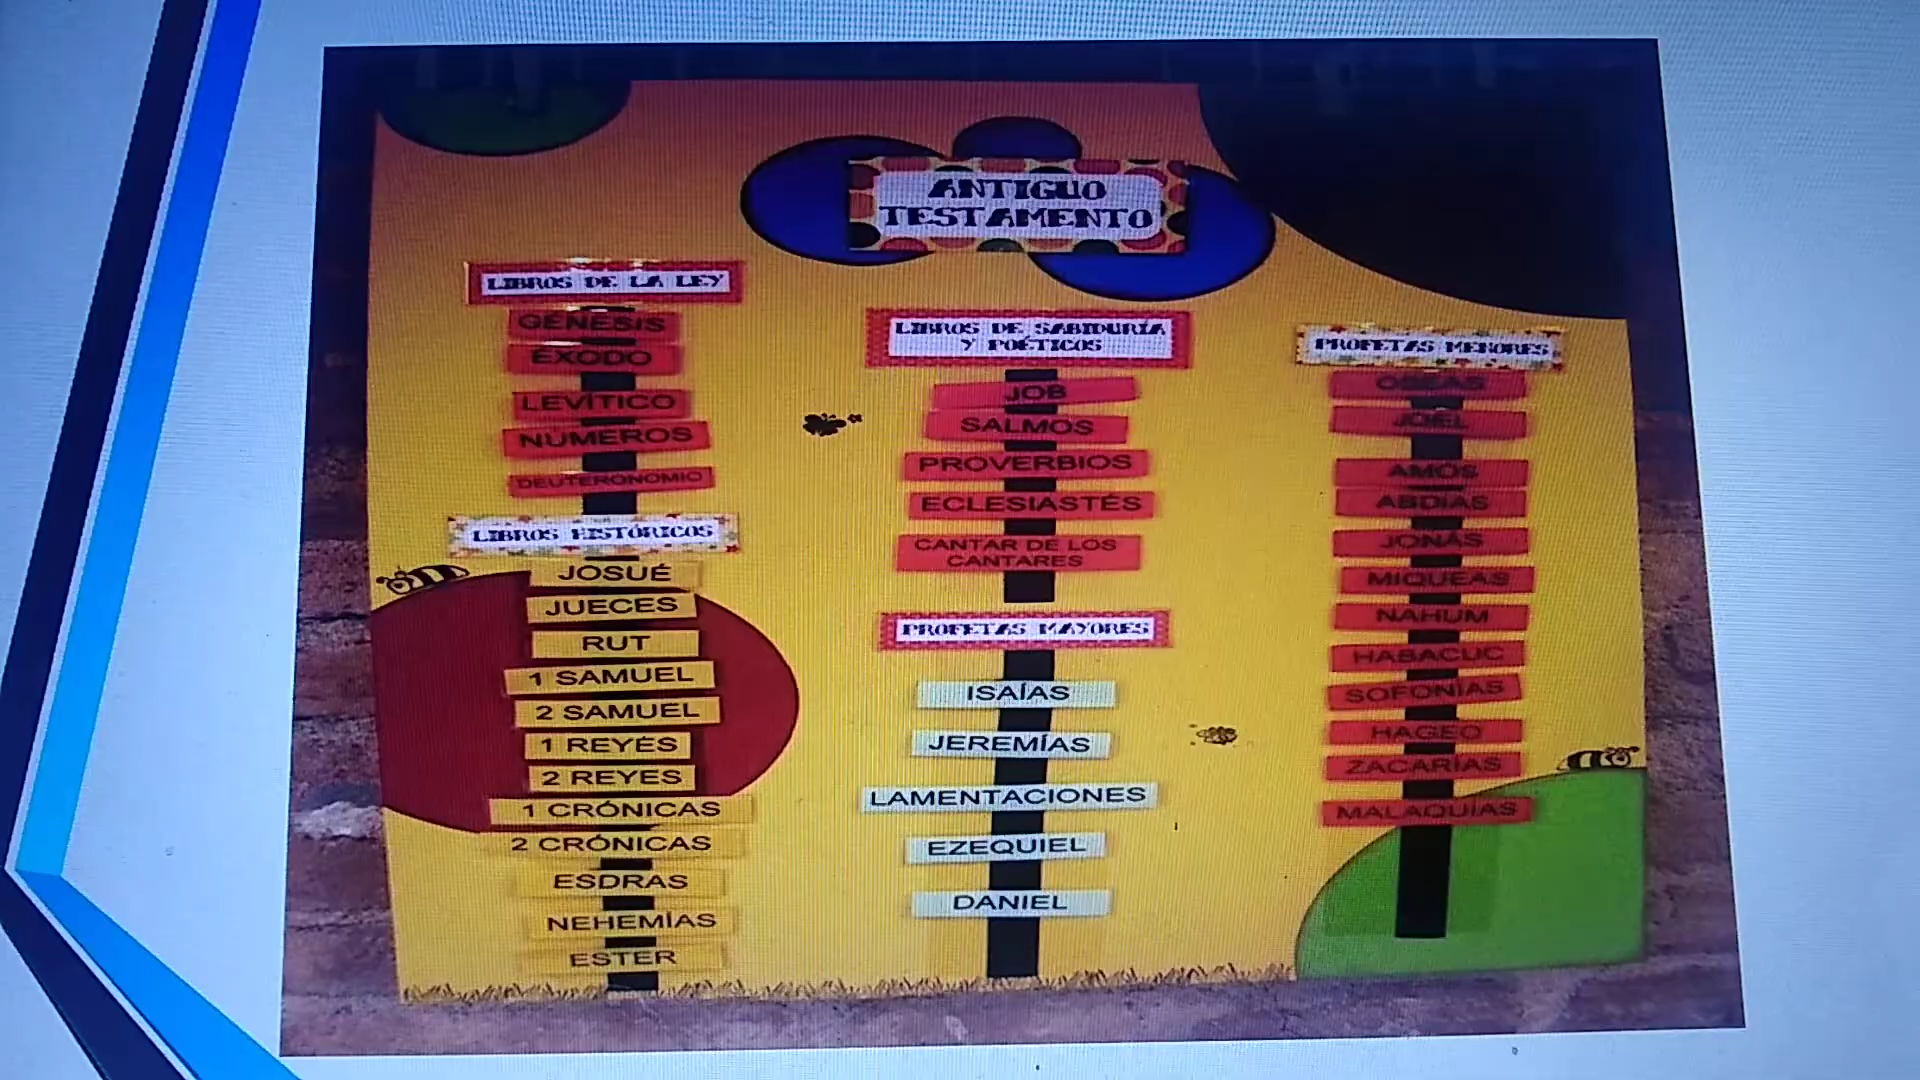 ANTIGUO
TESTAMENTO
LIBROS DE LA LEY
GÉNESIS
ÉXODO
LEVÍTICO
NÚMEROS
DEUTERONOMIO
LIBROS HISTÓRICOS
JOSUÉ
JUECES
RUT
1 SAMUEL
2 SAMUEL
1 REYES
2 REYES
1 CRÓNICAS
2 CRÓNICAS
ESDRAS
NEHEMÍAS
ESTER
LIBROS DE SABIDURÍA
Y POÉTICOS
JOB
SALMOS
PROVERBIOS
ECLESIASTÉS
CANTAR DE LOS
CANTARES
PROFETAS MAYORES
ISAÍAS
JEREMÍAS
LAMENTACIONES
EZEQUIEL
DANIEL
PROFETAS MENORES
OSEAS
JOEL
AMÓS
ABDÍAS
JONÁS
MIQUEAS
NAHUM
HABACUC
SOFONÍAS
HAGEO
ZACARÍAS
MALAQUÍAS